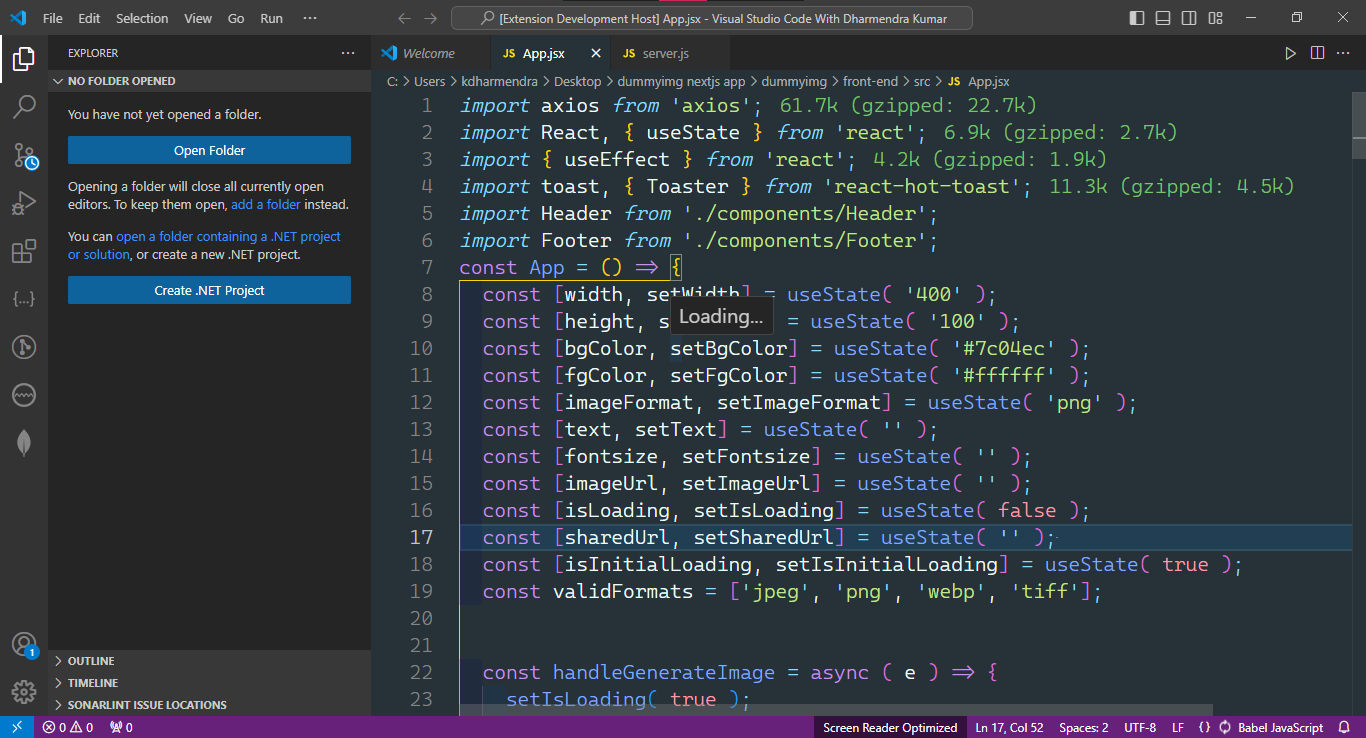 File Edit Selection View Go Run ···
[Extension Development Host] App.jsx - Visual Studio Code With Dharmendra Kumar
EXPLORER ···
NO FOLDER OPENED
You have not yet opened a folder.
Open Folder
Opening a folder will close all currently open
editors. To keep them open, add a folder instead.
You can open a folder containing a .NET project
or solution, or create a new .NET project.
Create .NET Project
OUTLINE
TIMELINE
SONARLINT ISSUE LOCATIONS
1
Welcome
JS App.jsx
JS server.js
C: > Users > kdharmendra > Desktop > dummyimg nextjs app > dummyimg > front-end > src > JS App.jsx
1 import axios from 'axios'; 61.7k (gzipped: 22.7k)
2 import React, { useState } from 'react'; 6.9k (gzipped: 2.7k)
3 import { useEffect } from 'react'; 4.2k (gzipped: 1.9k)
4 import toast, { Toaster } from 'react-hot-toast'; 11.3k (gzipped: 4.5k)
5 import Header from './components/Header';
6 import Footer from './components/Footer';
7 const App = () => {
8 const [width, setWidth] = useState( '400' );
9 const [height, s = useState( '100' );
Loading...
10 const [bgColor, setBgColor] = useState( '#7c04ec' );
11 const [fgColor, setFgColor] = useState( '#ffffff' );
12 const [imageFormat, setImageFormat] = useState( 'png' );
13 const [text, setText] = useState( '' );
14 const [fontsize, setFontsize] = useState( '' );
15 const [imageUrl, setImageUrl] = useState( '' );
16 const [isLoading, setIsLoading] = useState( false );
17 const [sharedUrl, setSharedUrl] = useState( '' );
18 const [isInitialLoading, setIsInitialLoading] = useState( true );
19 const validFormats = ['jpeg', 'png', 'webp', 'tiff'];
20
21
22 const handleGenerateImage = async ( e ) => {
23 setIsLoading( true );
0 0 0
Screen Reader Optimized Ln 17, Col 52 Spaces: 2 UTF-8 LF {} Babel JavaScript